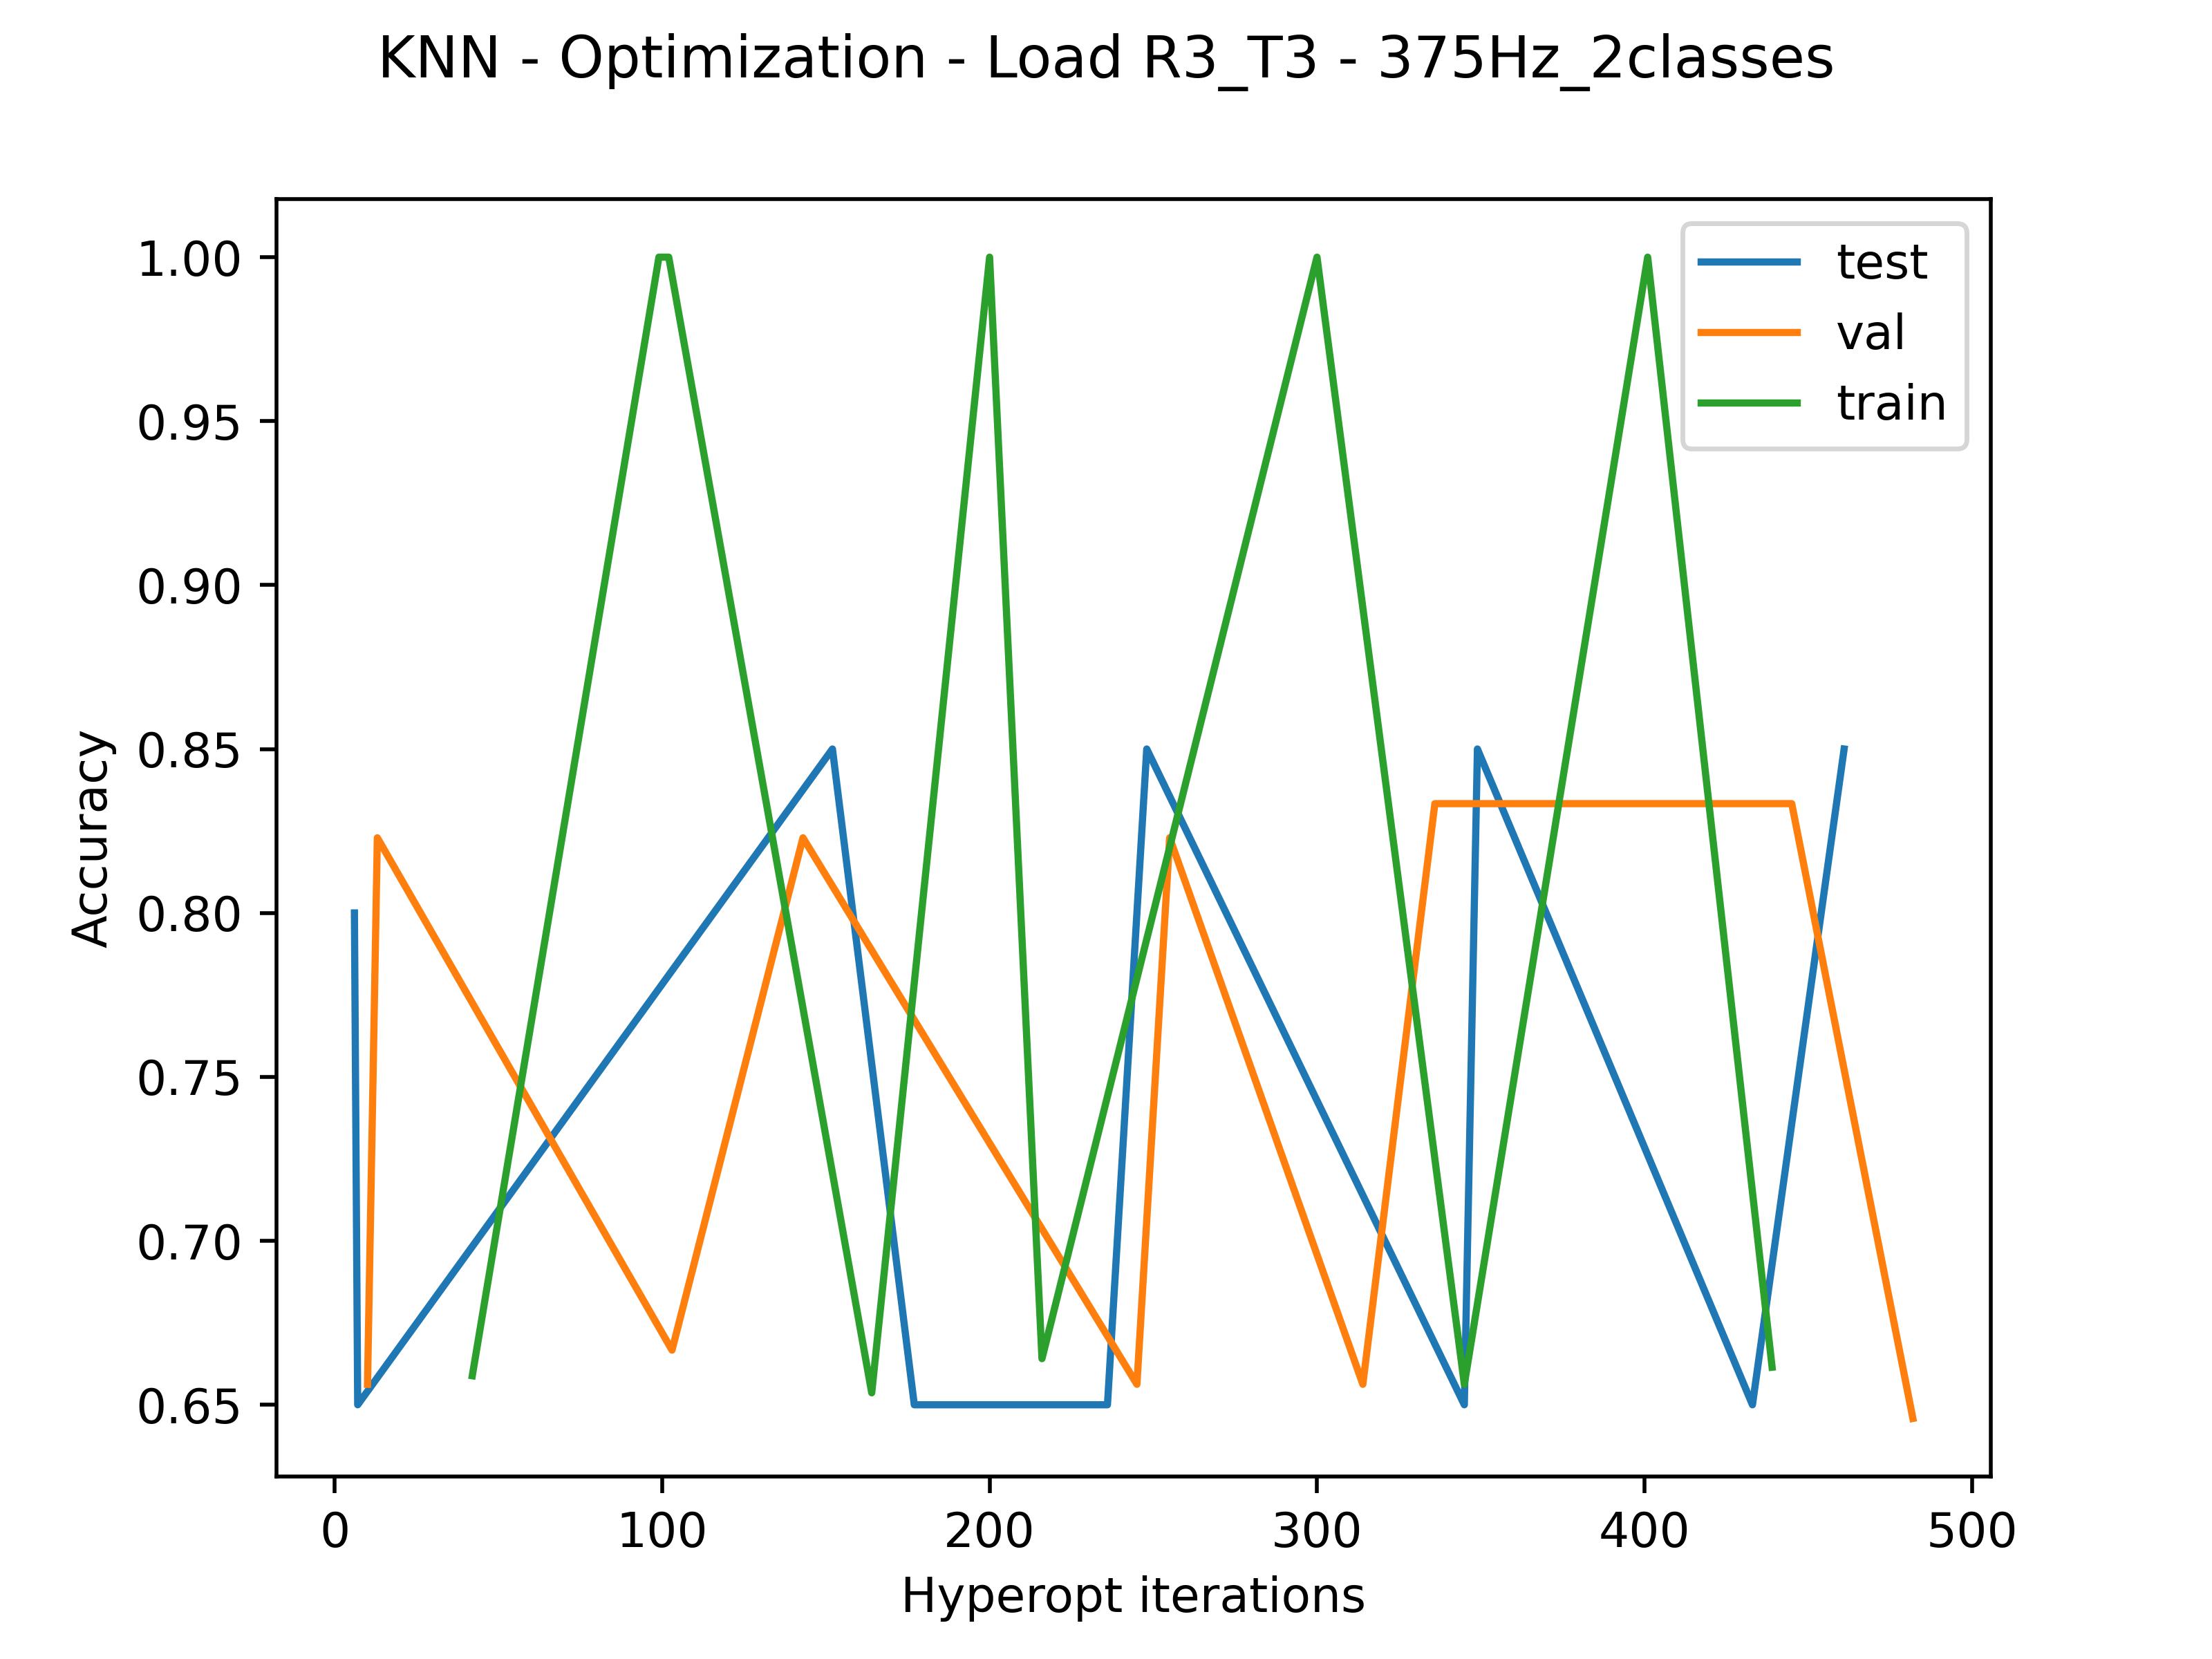 KNN - Optimization - Load R3_T3 - 375Hz_2classes
1.00
0.95
0.90
0.85
0.80
0.75
0.70
0.65
Accuracy
test
val
train
0 100 200 300 400 500
Hyperopt iterations